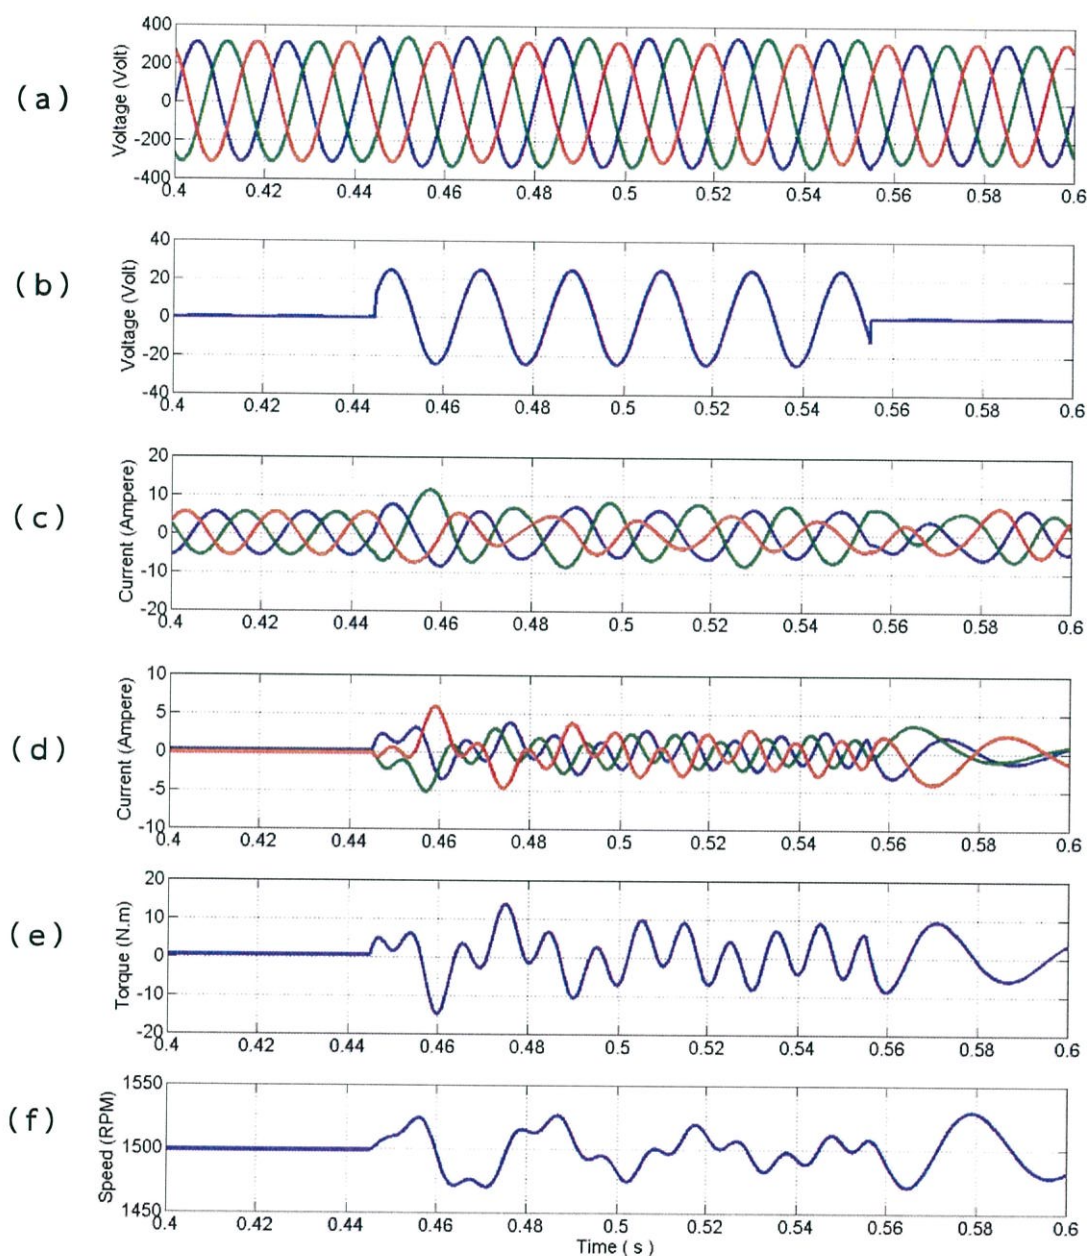 (a)
Voltage (Volt)
400
200
0
-200
-400
0.4 0.42 0.44 0.46 0.48 0.5 0.52 0.54 0.56 0.58 0.6
(b)
Voltage (Volt)
40
20
0
-20
-40
0.4 0.42 0.44 0.46 0.48 0.5 0.52 0.54 0.56 0.58 0.6
(c)
Current (Ampere)
20
10
0
-10
-20
0.4 0.42 0.44 0.46 0.48 0.5 0.52 0.54 0.56 0.58 0.6
(d)
Current (Ampere)
10
5
0
-5
-10
0.4 0.42 0.44 0.46 0.48 0.5 0.52 0.54 0.56 0.58 0.6
(e)
Torque (N.m)
20
10
0
-10
-20
0.4 0.42 0.44 0.46 0.48 0.5 0.52 0.54 0.56 0.58 0.6
(f)
Speed (RPM)
1550
1500
1450
0.4 0.42 0.44 0.46 0.48 0.5 0.52 0.54 0.56 0.58 0.6
Time ( s )